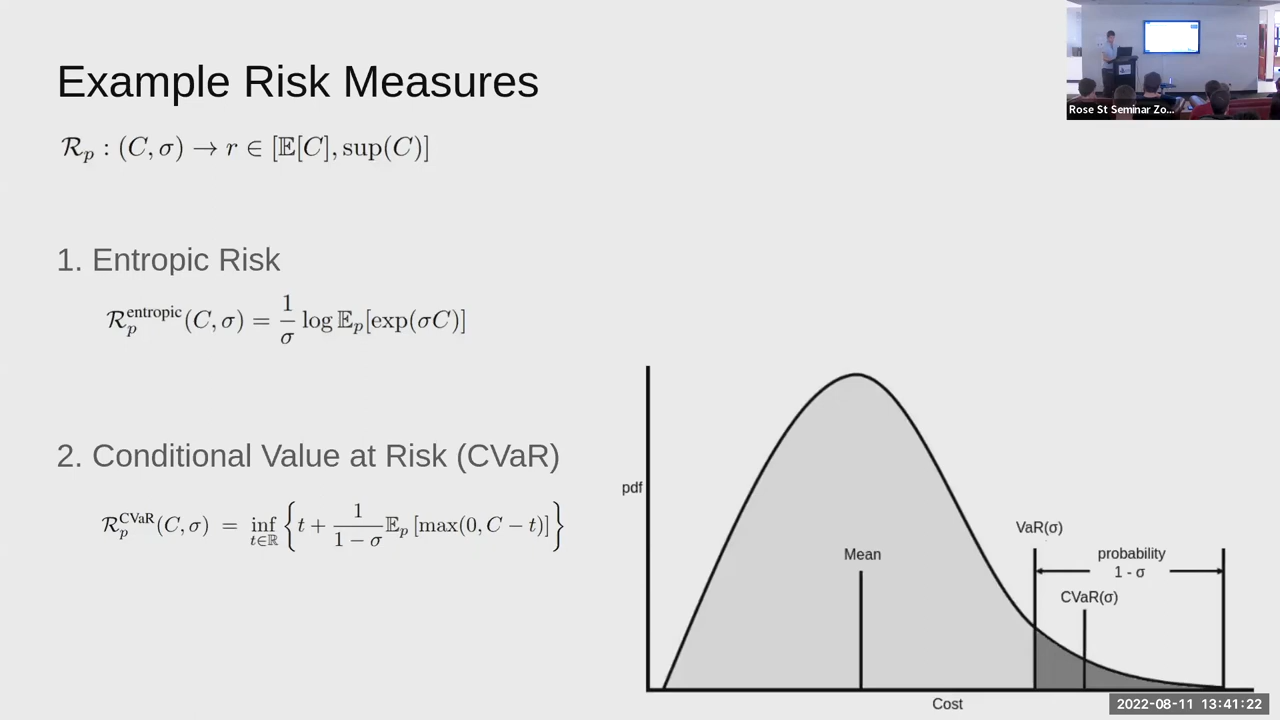 Example Risk Measures
Rose St Seminar Zo...
ℛ_p : (C, σ) → r ∈ [𝔼[C], sup(C)]
1. Entropic Risk
ℛ_p^entropic (C, σ) = 1/σ log 𝔼_p[exp(σC)]
2. Conditional Value at Risk (CVaR)
ℛ_p^CVaR (C, σ) = inf_{t∈ℝ} { t + 1/(1 − σ) 𝔼_p [max(0, C − t)] }
pdf
Mean
VaR(σ)
probability
1 - σ
CVaR(σ)
Cost
2022-08-11 13:41:22